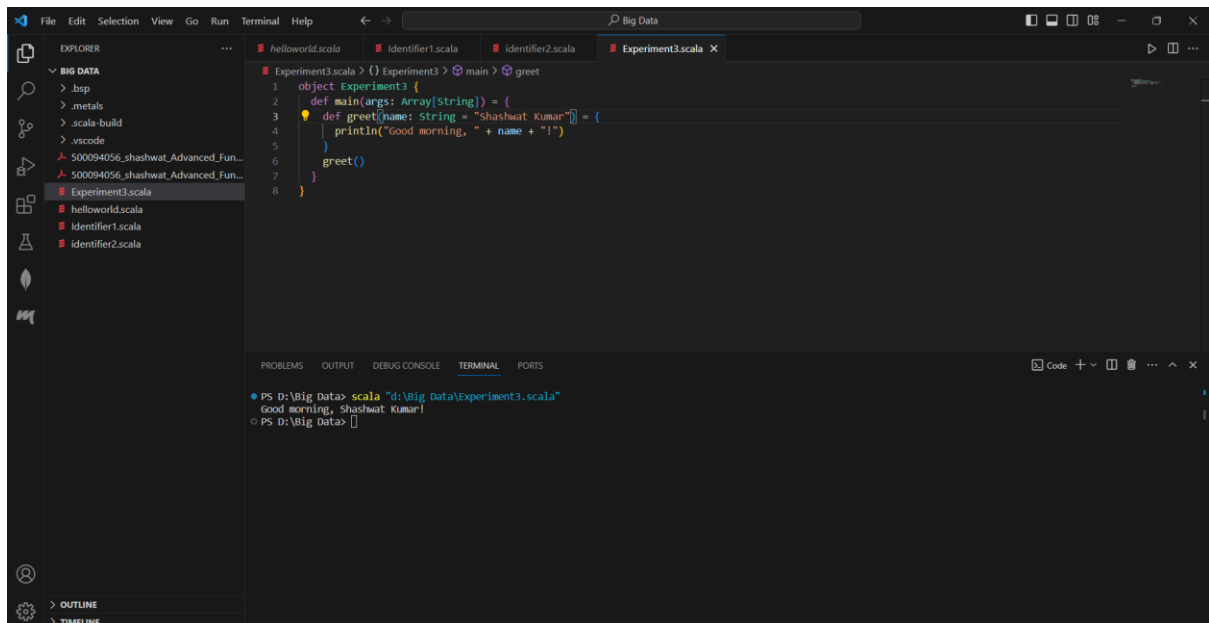 File Edit Selection View Go Run Terminal Help
Big Data
EXPLORER
BIG DATA
.bsp
.metals
.scala-build
.vscode
500094056_shashwat_Advanced_Fun...
500094056_shashwat_Advanced_Fun...
Experiment3.scala
helloworld.scala
Identifier1.scala
identifier2.scala
OUTLINE
TIMELINE
helloworld.scala Identifier1.scala identifier2.scala Experiment3.scala
Experiment3.scala > {} Experiment3 > main > greet
1 object Experiment3 {
2 def main(args: Array[String]) = {
3 def greet(name: String = "Shashwat Kumar") = {
4 println("Good morning, " + name + "!")
5 }
6 greet()
7 }
8 }
PROBLEMS OUTPUT DEBUG CONSOLE TERMINAL PORTS
Code
PS D:\Big Data> scala "d:\Big Data\Experiment3.scala"
Good morning, Shashwat Kumar!
PS D:\Big Data>